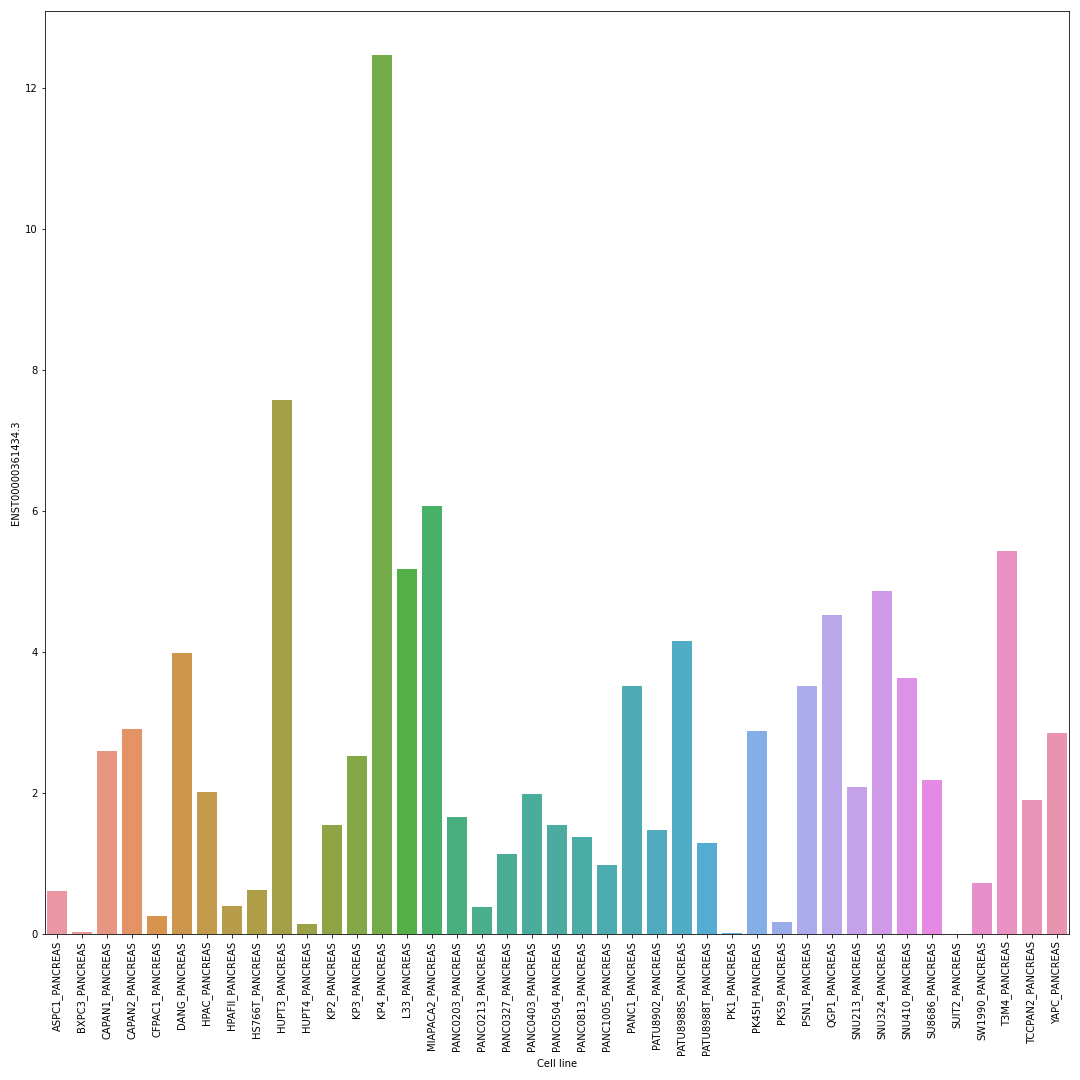 12
10
8
6
4
2
0
ENST00000361434.3
ASPC1_PANCREAS
BXPC3_PANCREAS
CAPAN1_PANCREAS
CAPAN2_PANCREAS
CFPAC1_PANCREAS
DANG_PANCREAS
HPAC_PANCREAS
HPAFII_PANCREAS
HS766T_PANCREAS
HUPT3_PANCREAS
HUPT4_PANCREAS
KP2_PANCREAS
KP3_PANCREAS
KP4_PANCREAS
L33_PANCREAS
MIAPACA2_PANCREAS
PANC0203_PANCREAS
PANC0213_PANCREAS
PANC0327_PANCREAS
PANC0403_PANCREAS
PANC0504_PANCREAS
PANC0813_PANCREAS
PANC1005_PANCREAS
PANC1_PANCREAS
PATU8902_PANCREAS
PATU8988S_PANCREAS
PATU8988T_PANCREAS
PK1_PANCREAS
PK45H_PANCREAS
PK59_PANCREAS
PSN1_PANCREAS
QGP1_PANCREAS
SNU213_PANCREAS
SNU324_PANCREAS
SNU410_PANCREAS
SU8686_PANCREAS
SUIT2_PANCREAS
SW1990_PANCREAS
T3M4_PANCREAS
TCCPAN2_PANCREAS
YAPC_PANCREAS
Cell line